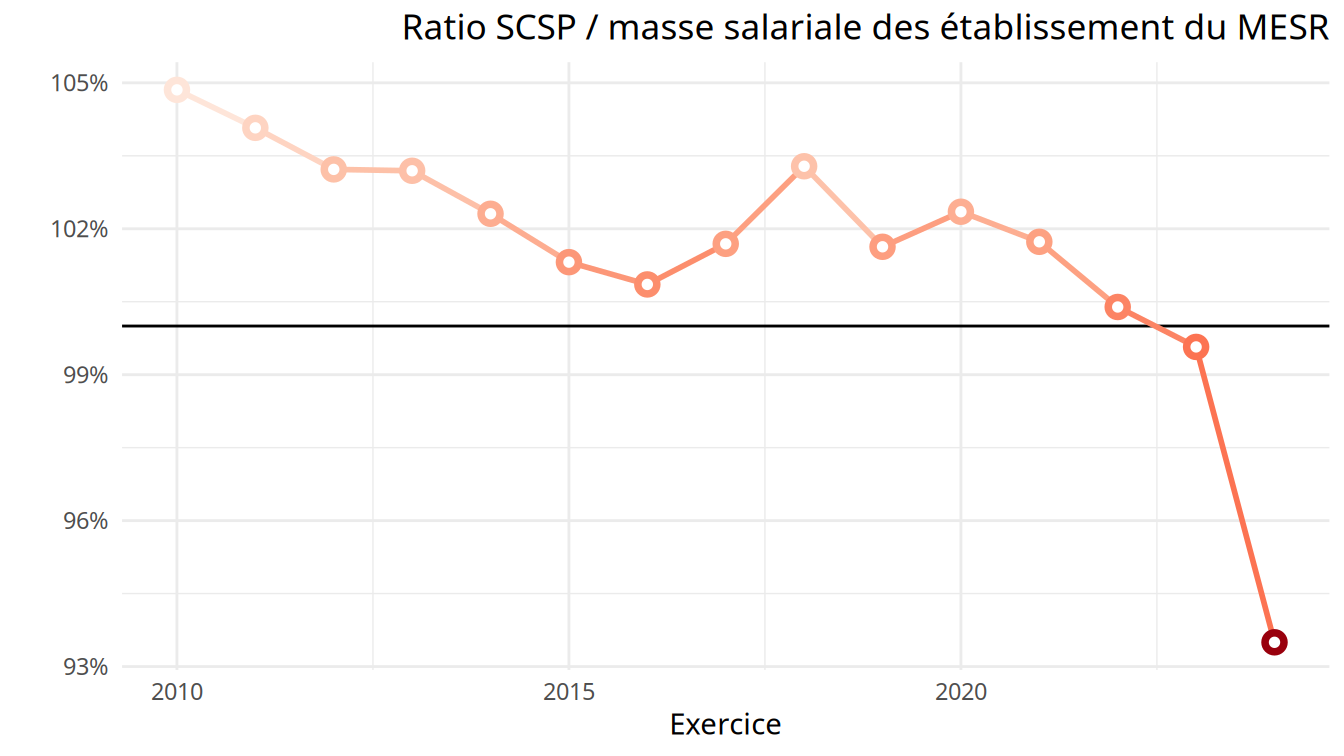 Ratio SCSP / masse salariale des établissement du MESR
105%
102%
99%
96%
93%
2010 2015 2020
Exercice